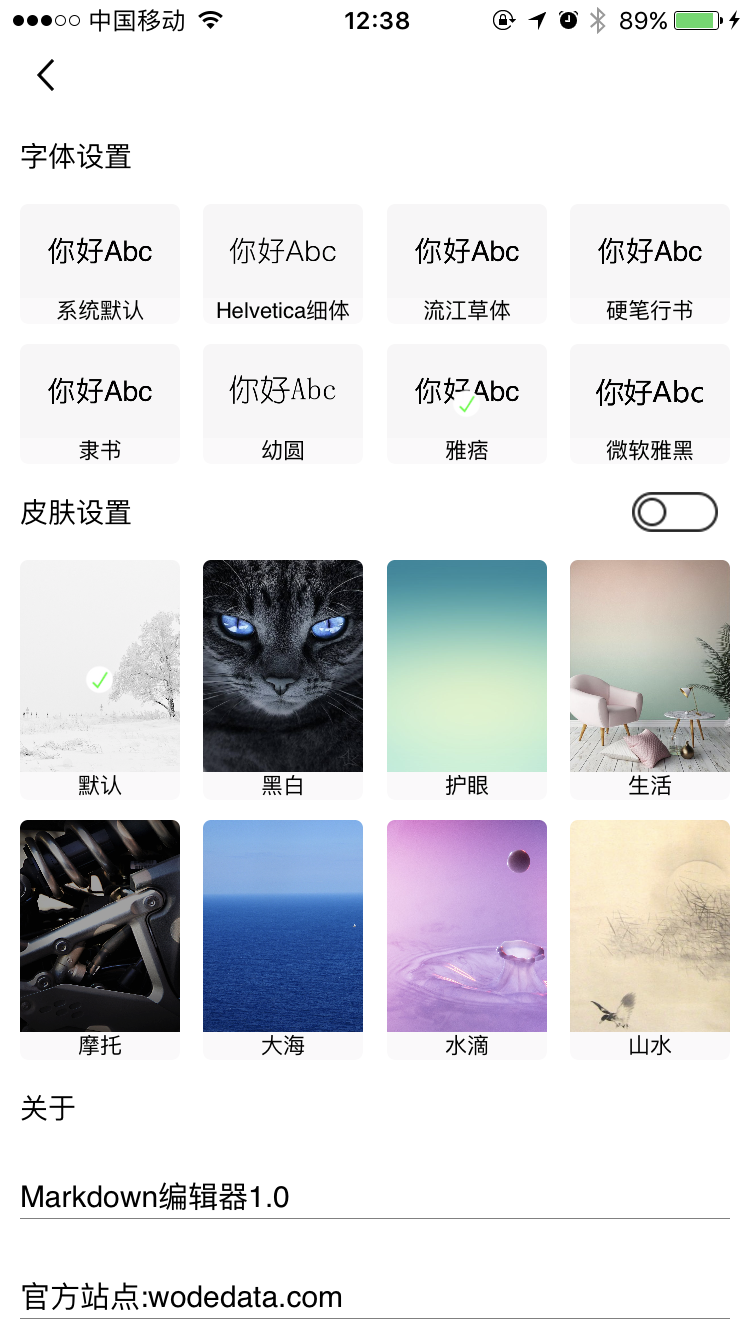 中国移动 12:38 89%
字体设置
你好Abc 你好Abc 你好Abc 你好Abc
系统默认 Helvetica细体 流江草体 硬笔行书
你好Abc 你好Abc 你好Abc 你好Abc
隶书 幼圆 雅痞 微软雅黑
皮肤设置
默认 黑白 护眼 生活
摩托 大海 水滴 山水
关于
Markdown编辑器1.0
官方站点:wodedata.com